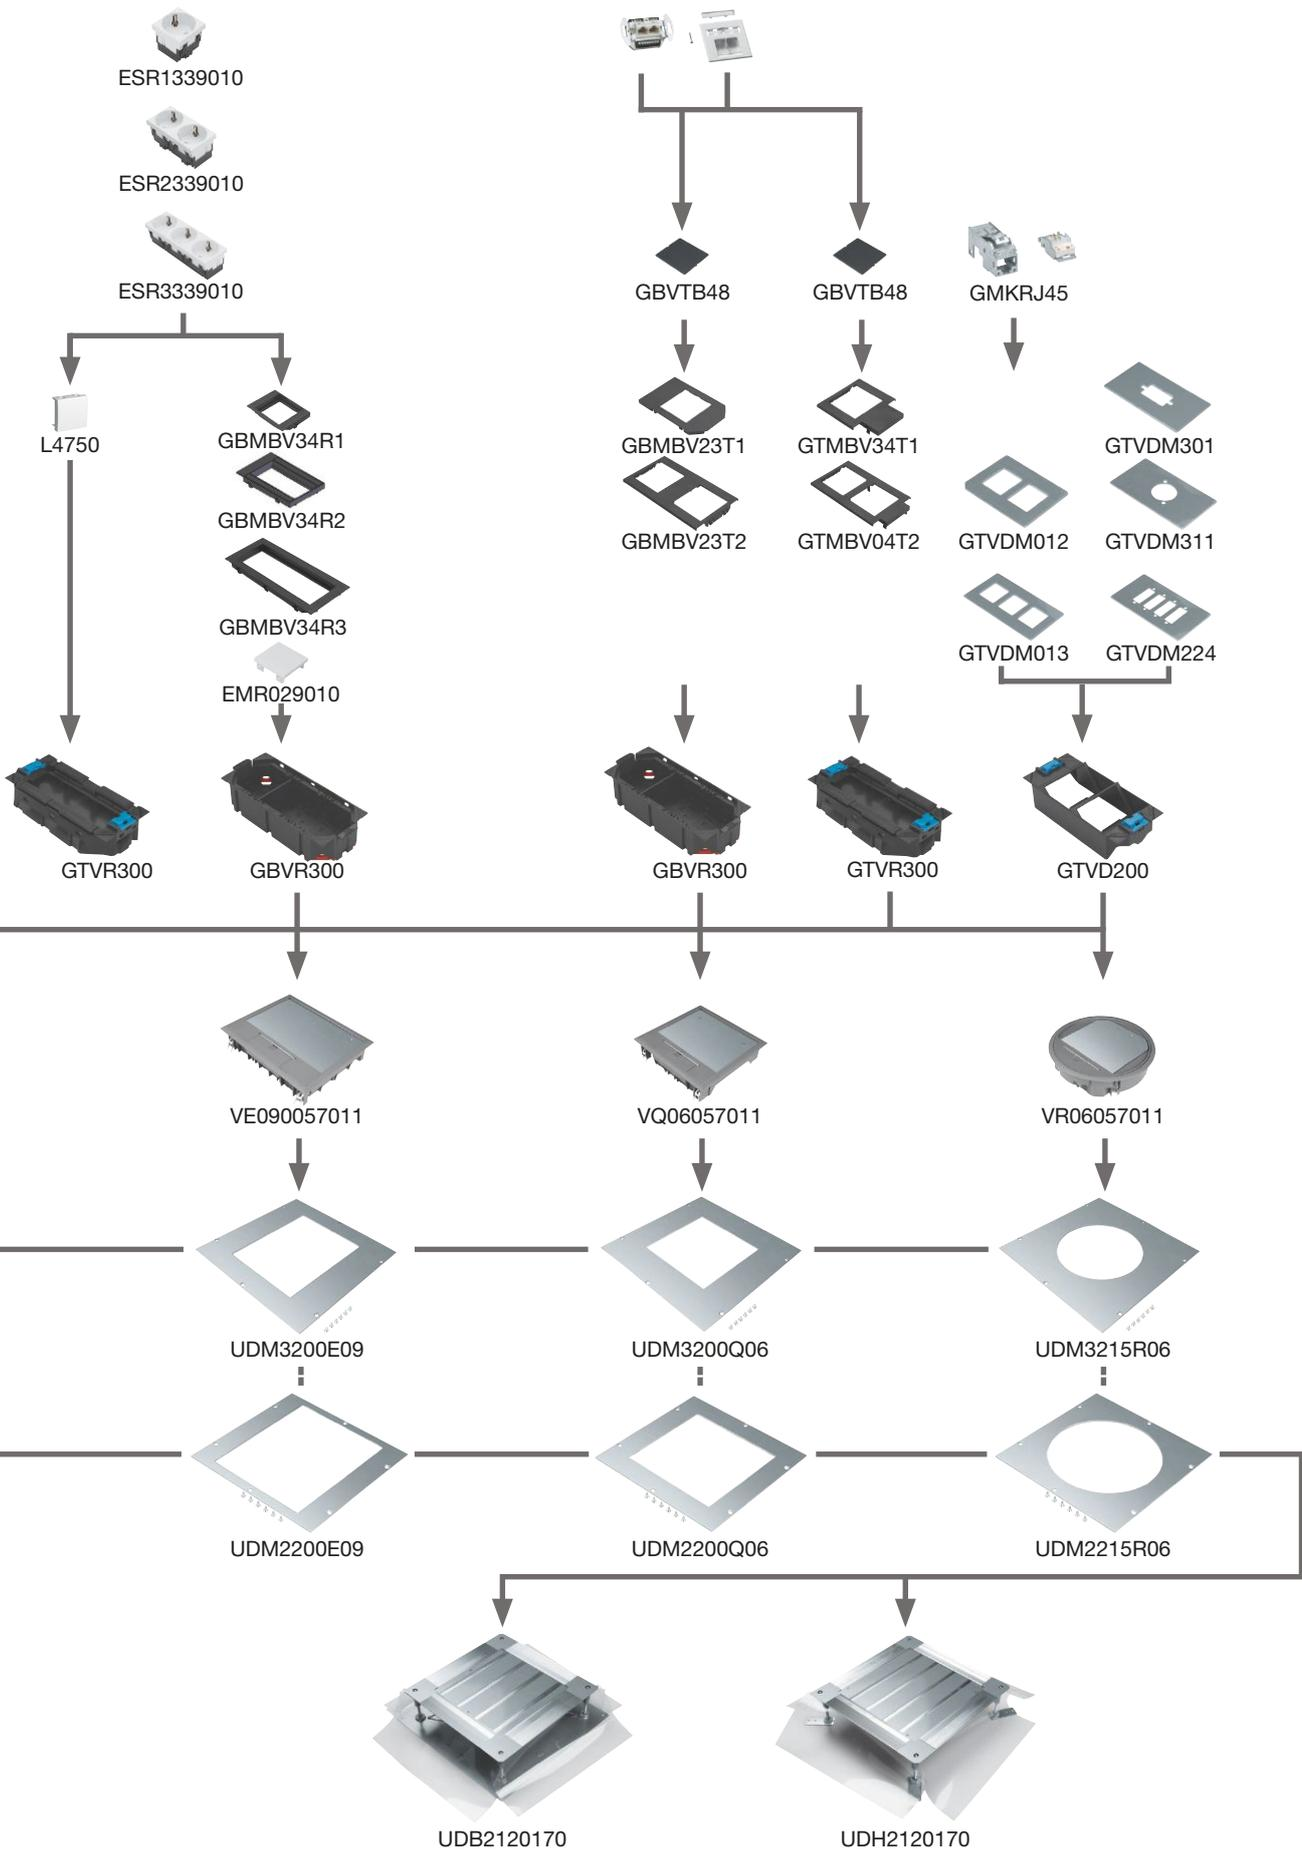 ESR1339010
ESR2339010
ESR3339010
GBVTB48 GBVTB48 GMKRJ45
L4750 GBMBV34R1 GBMBV23T1 GTMBV34T1 GTVDM301
GBMBV34R2 GBMBV23T2 GTMBV04T2 GTVDM012 GTVDM311
GBMBV34R3 GTVDM013 GTVDM224
EMR029010
GTVR300 GBVR300 GBVR300 GTVR300 GTVD200
VE090057011 VQ06057011 VR06057011
UDM3200E09 UDM3200Q06 UDM3215R06
UDM2200E09 UDM2200Q06 UDM2215R06
UDB2120170 UDH2120170